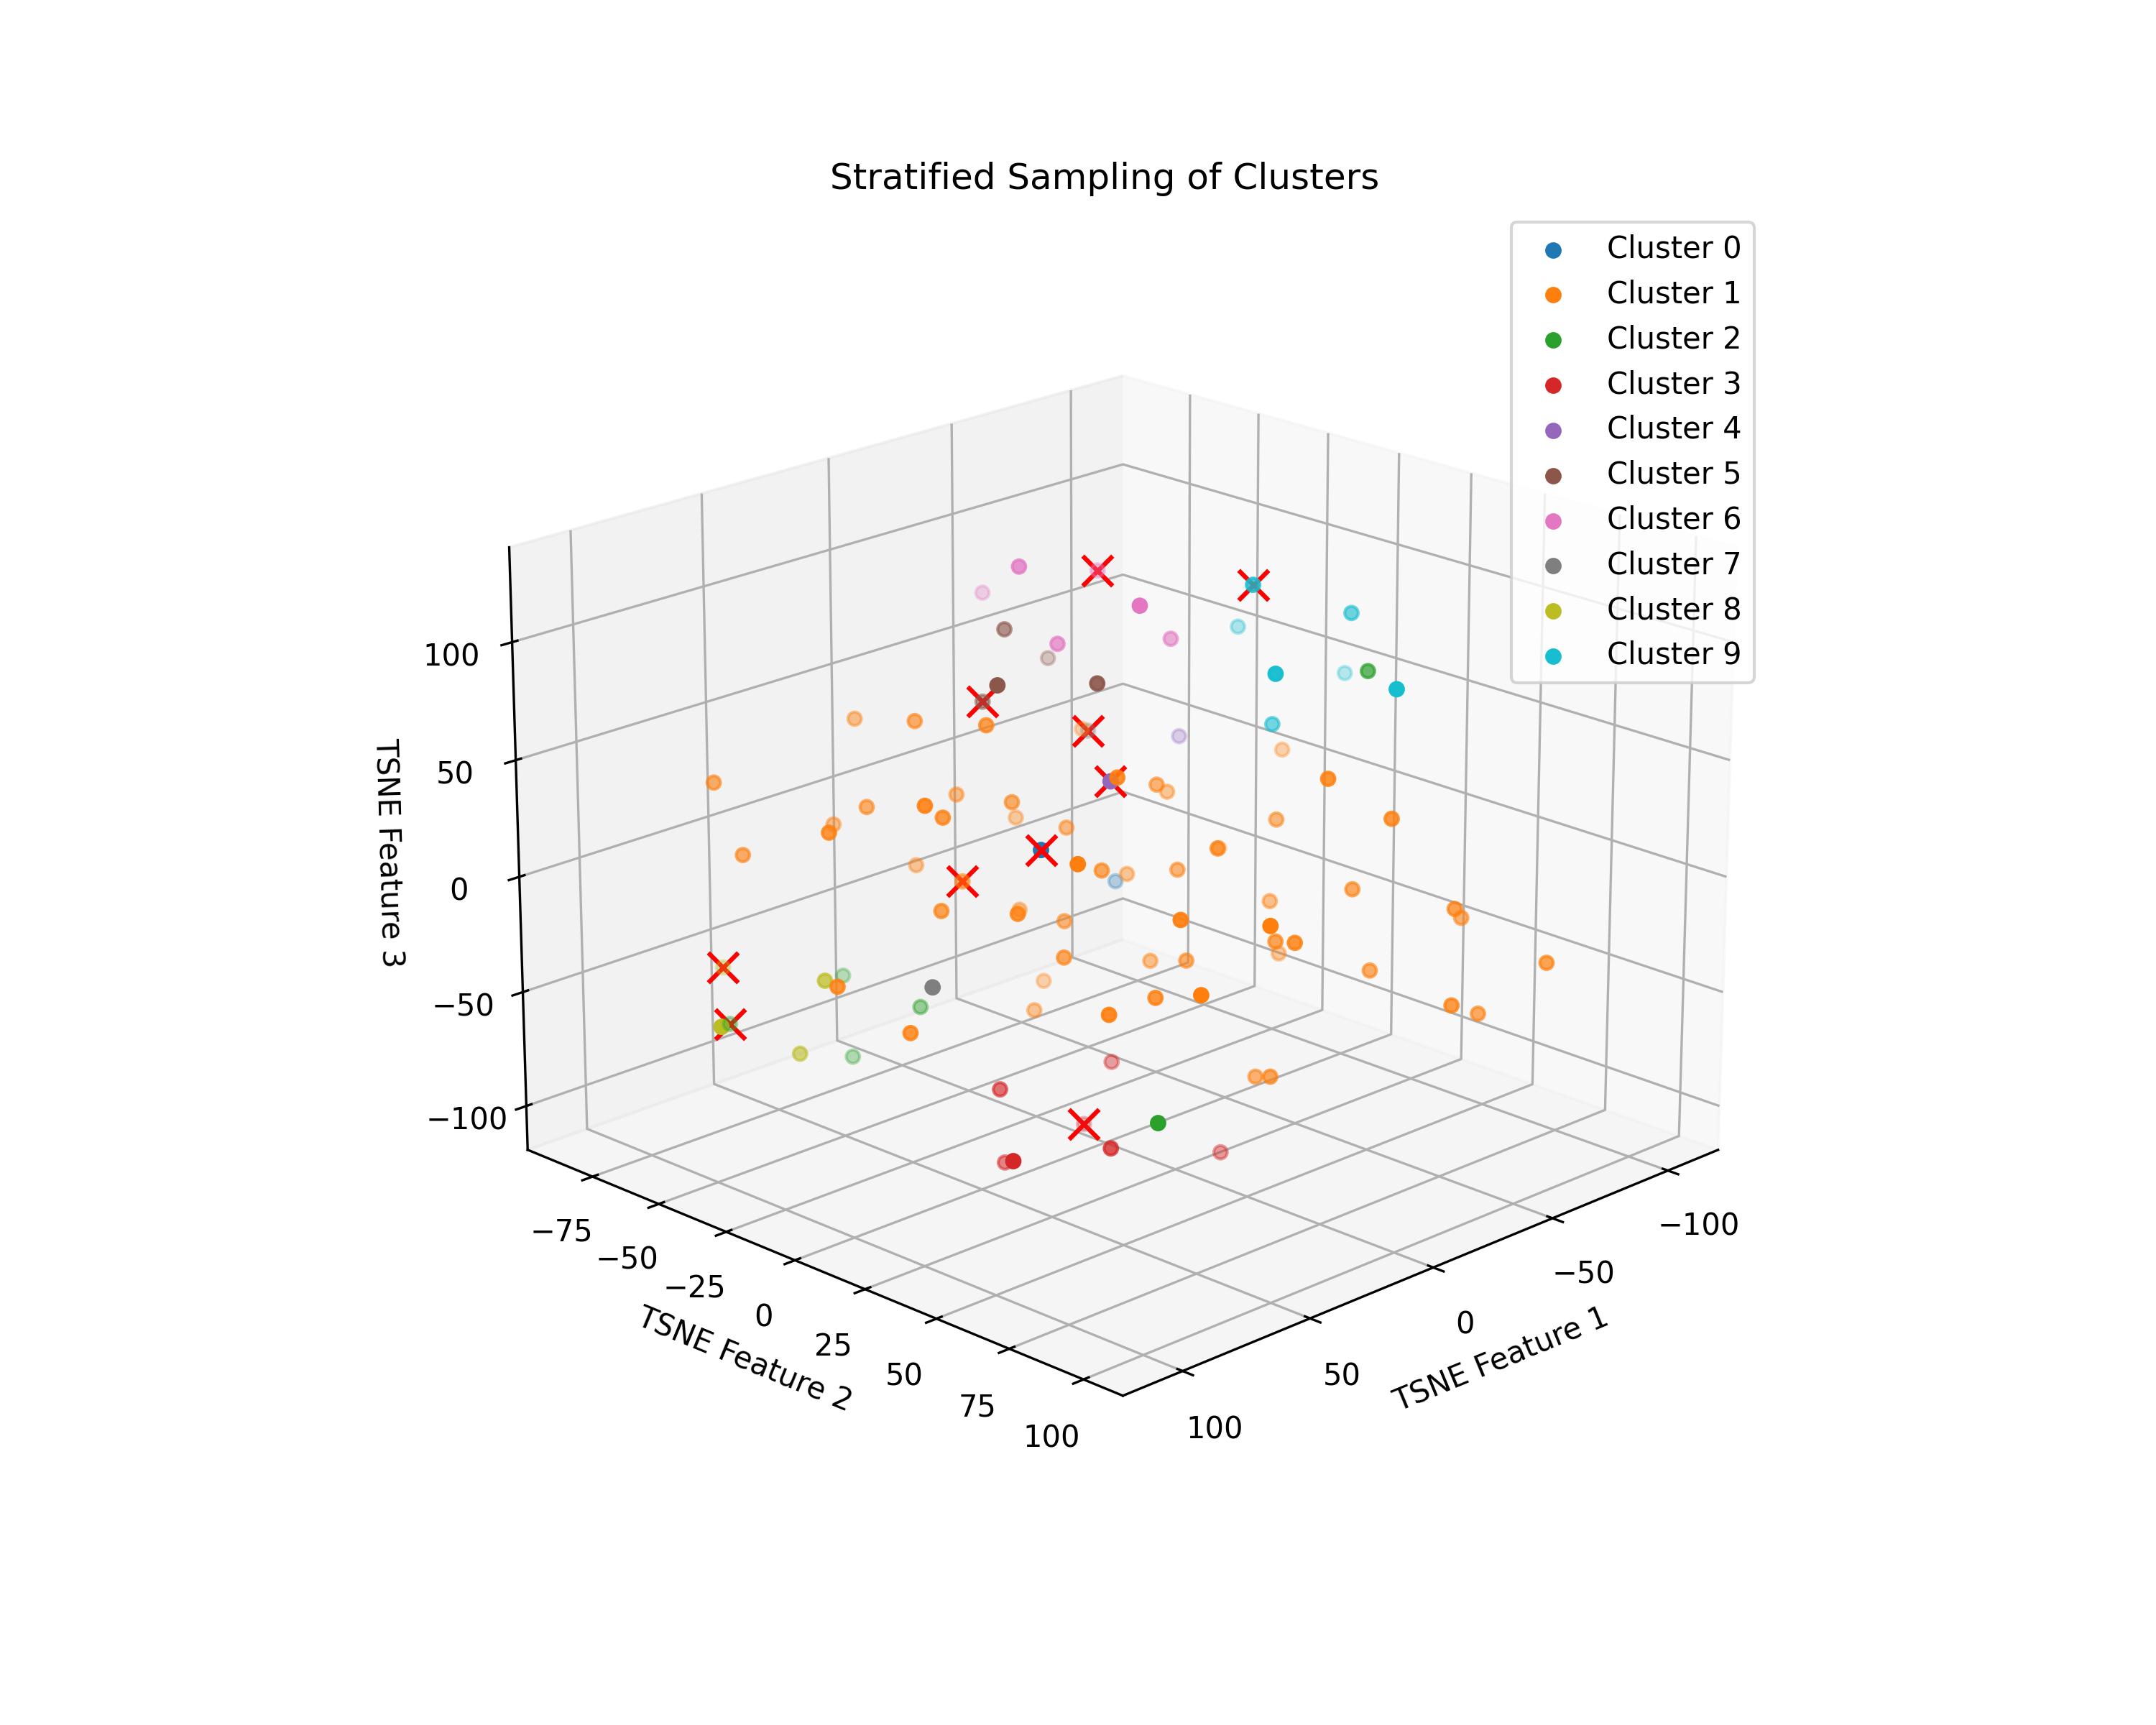 Stratified Sampling of Clusters
Cluster 0
Cluster 1
Cluster 2
Cluster 3
Cluster 4
Cluster 5
Cluster 6
Cluster 7
Cluster 8
Cluster 9
100
50
0
−50
−100
TSNE Feature 3
−75
−50
−25
0
25
50
75
100
TSNE Feature 2
−100
−50
0
50
100
TSNE Feature 1